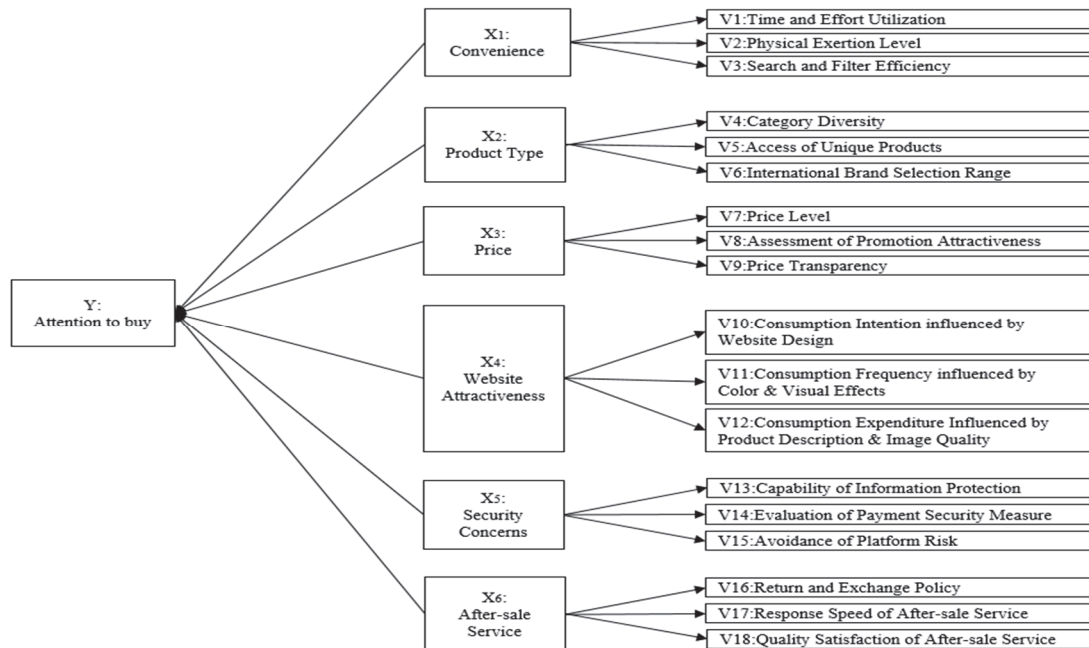 Y:
Attention to buy
X1:
Convenience
V1:Time and Effort Utilization
V2:Physical Exertion Level
V3:Search and Filter Efficiency
X2:
Product Type
V4:Category Diversity
V5:Access of Unique Products
V6:International Brand Selection Range
X3:
Price
V7:Price Level
V8:Assessment of Promotion Attractiveness
V9:Price Transparency
X4:
Website
Attractiveness
V10:Consumption Intention influenced by
Website Design
V11:Consumption Frequency influenced by
Color & Visual Effects
V12:Consumption Expenditure Influenced by
Product Description & Image Quality
X5:
Security
Concerns
V13:Capability of Information Protection
V14:Evaluation of Payment Security Measure
V15:Avoidance of Platform Risk
X6:
After-sale
Service
V16:Return and Exchange Policy
V17:Response Speed of After-sale Service
V18:Quality Satisfaction of After-sale Service